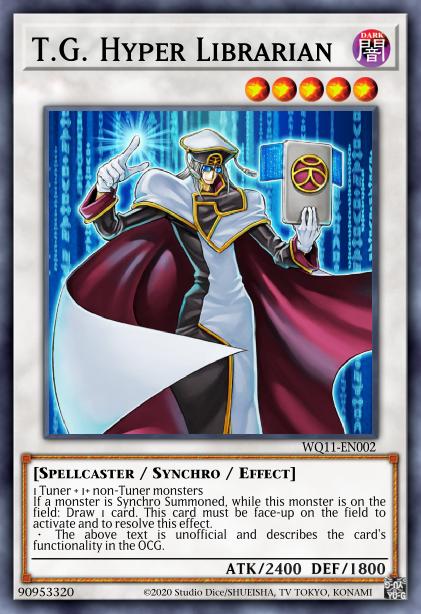 T.G. Hyper Librarian
DARK
闇
WQ11-EN002
[Spellcaster / Synchro / Effect]
1 Tuner + 1+ non-Tuner monsters
If a monster is Synchro Summoned, while this monster is on the
field: Draw 1 card. This card must be face-up on the field to
activate and to resolve this effect.
· The above text is unofficial and describes the card's
functionality in the OCG.
ATK/2400 DEF/1800
90953320
©2020 Studio Dice/SHUEISHA, TV TOKYO, KONAMI